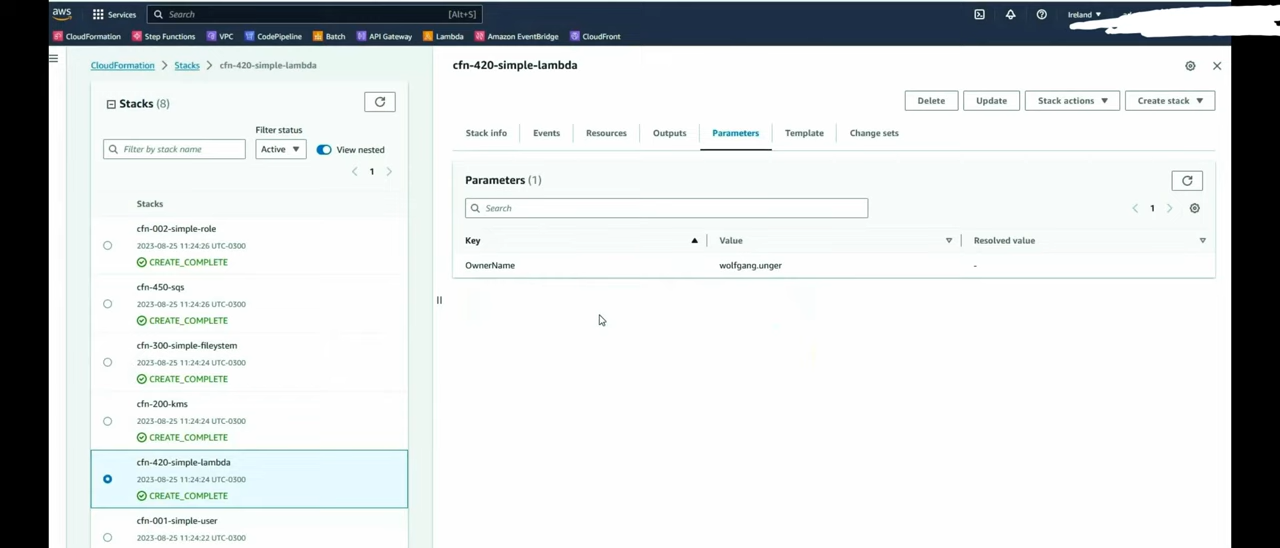 aws Services Search [Alt+S] Ireland
CloudFormation Step Functions VPC CodePipeline Batch API Gateway Lambda Amazon EventBridge CloudFront
CloudFormation Stacks cfn-420-simple-lambda
Stacks (8)
Filter status
Filter by stack name Active View nested
1
Stacks
cfn-002-simple-role
2023-08-25 11:24:26 UTC-0300
CREATE_COMPLETE
cfn-450-sqs
2023-08-25 11:24:26 UTC-0300
CREATE_COMPLETE
cfn-300-simple-fileystem
2023-08-25 11:24:24 UTC-0300
CREATE_COMPLETE
cfn-200-kms
2023-08-25 11:24:24 UTC-0300
CREATE_COMPLETE
cfn-420-simple-lambda
2023-08-25 11:24:24 UTC-0300
CREATE_COMPLETE
cfn-001-simple-user
2023-08-25 11:24:22 UTC-0300
cfn-420-simple-lambda
Delete Update Stack actions Create stack
Stack info Events Resources Outputs Parameters Template Change sets
Parameters (1)
Search
1
Key Value Resolved value
OwnerName wolfgang.unger -